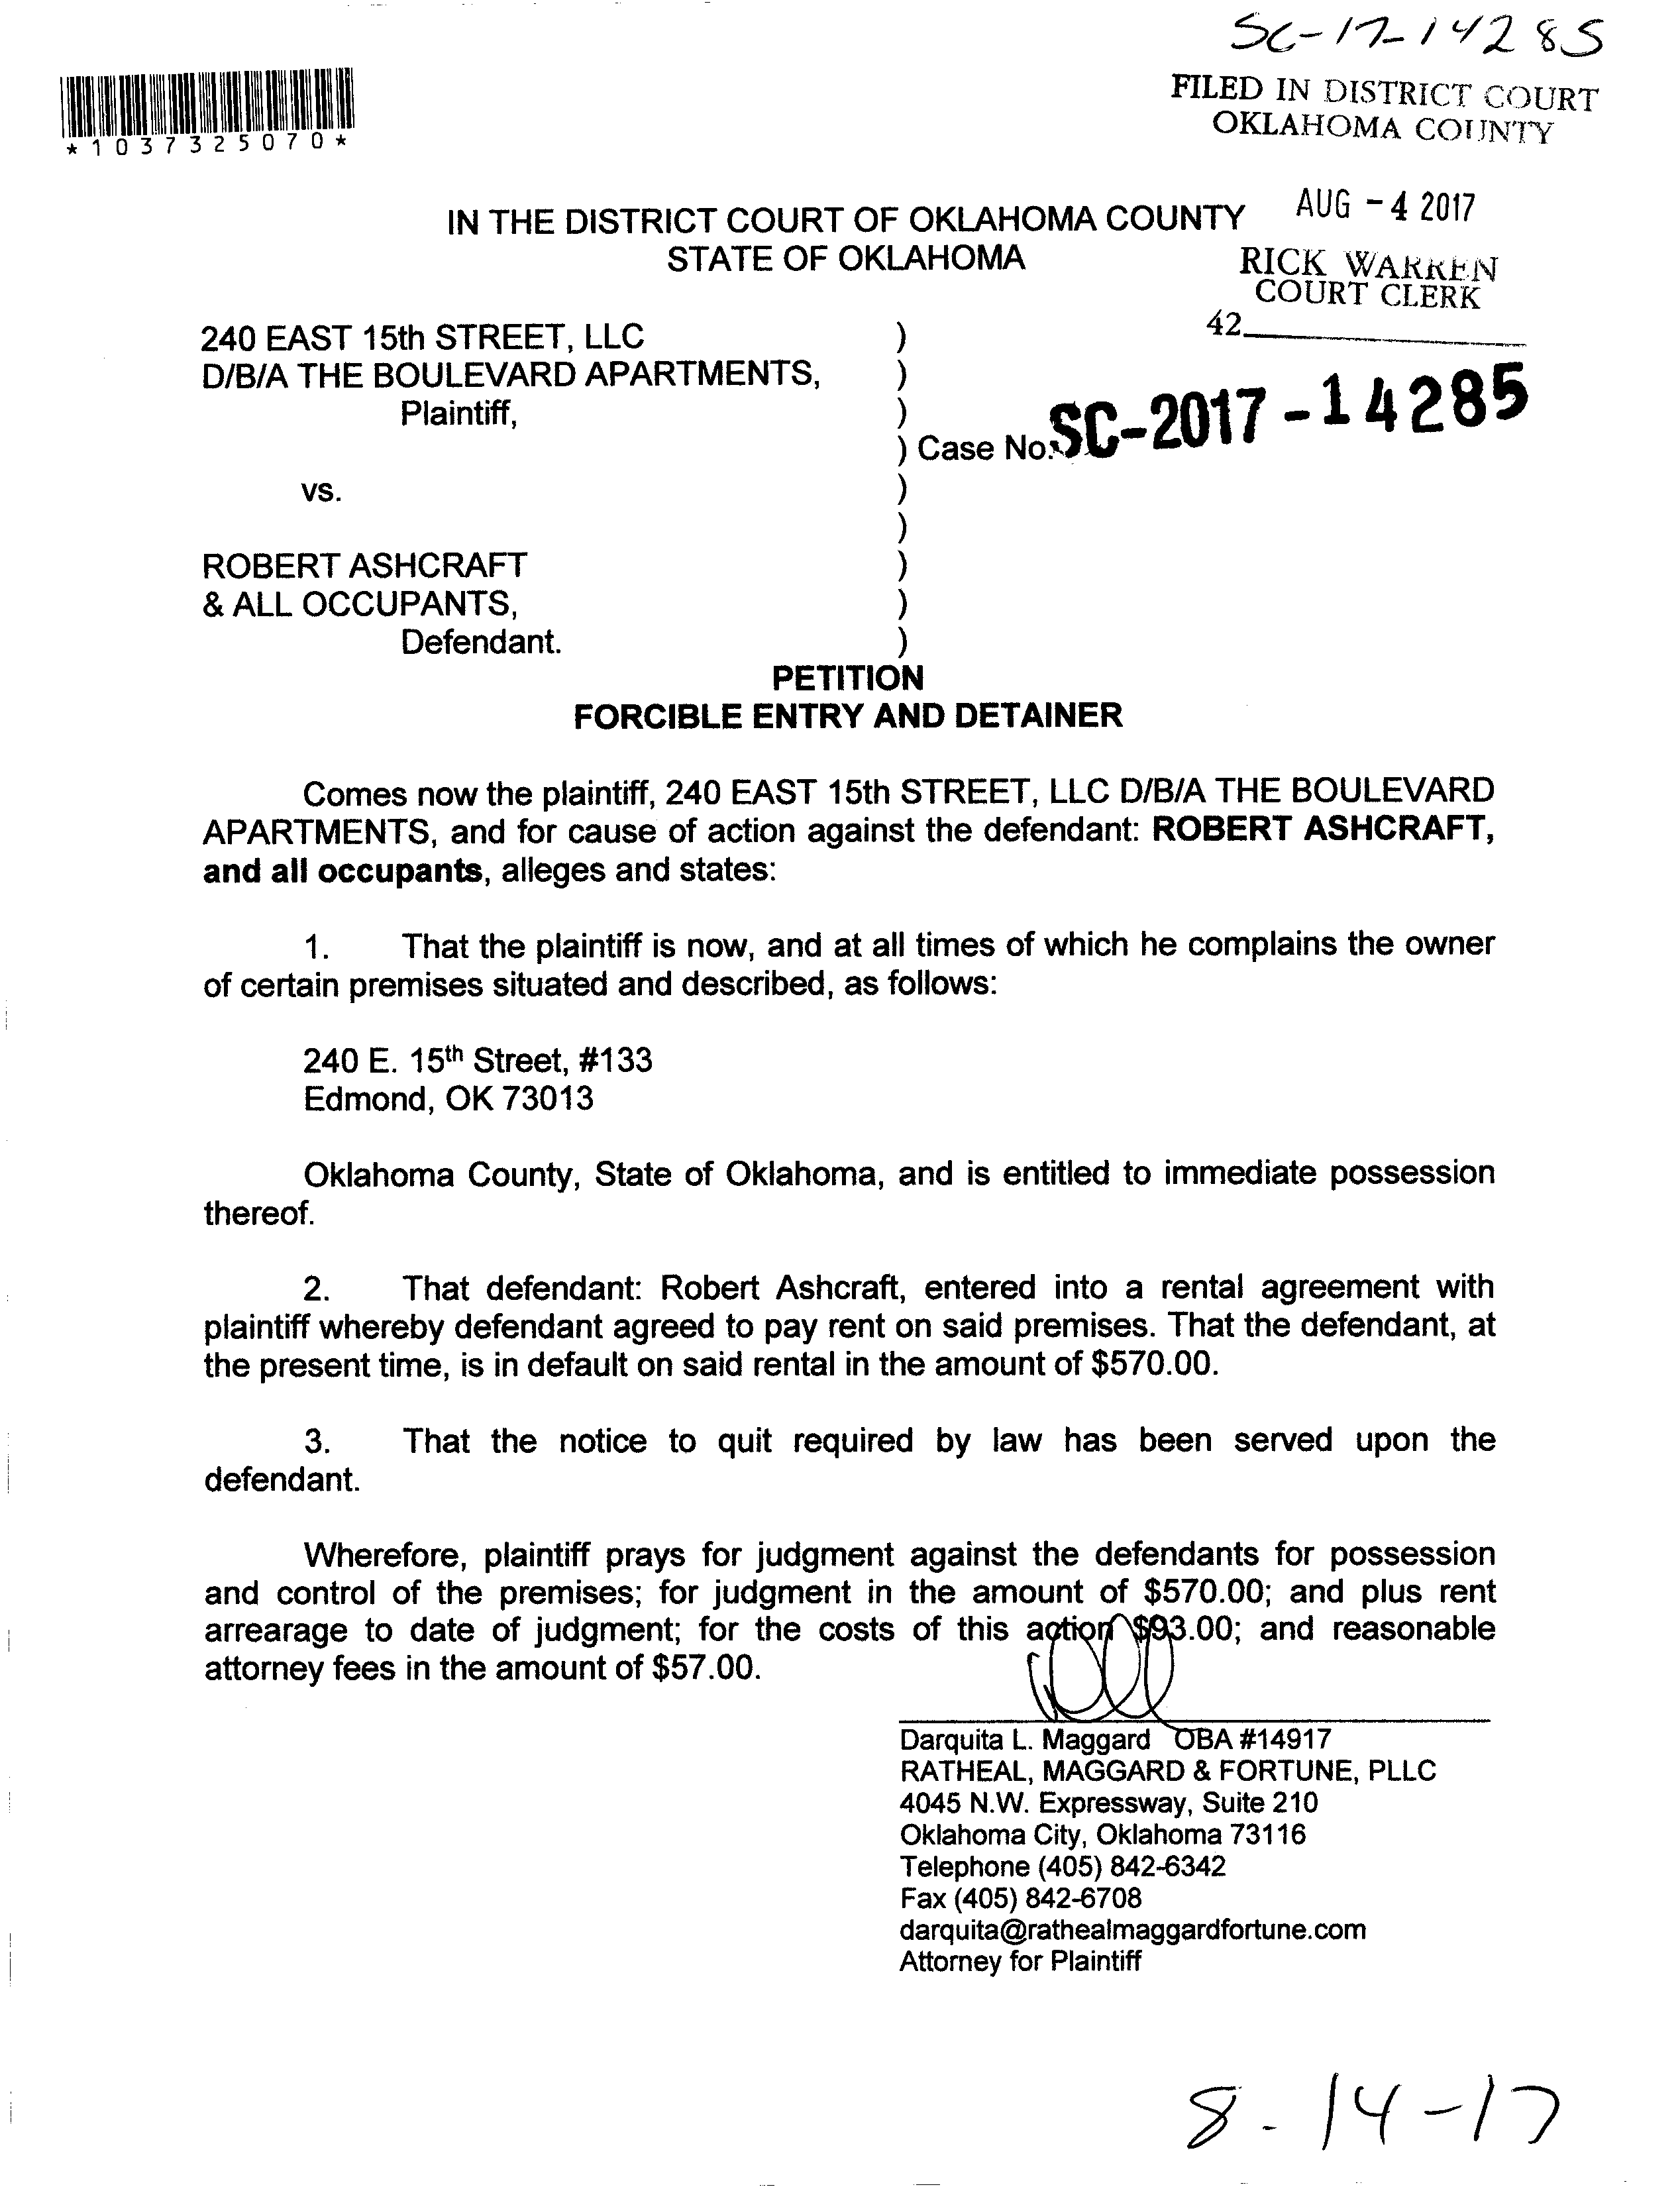 SC-17-14285
FILED IN DISTRICT COURT
OKLAHOMA COUNTY
*1037325070*
AUG - 4 2017
IN THE DISTRICT COURT OF OKLAHOMA COUNTY
STATE OF OKLAHOMA
RICK WARREN
COURT CLERK
42
240 EAST 15th STREET, LLC )
D/B/A THE BOULEVARD APARTMENTS, )
Plaintiff, )
) Case No. SC-2017-14285
vs. )
)
ROBERT ASHCRAFT )
& ALL OCCUPANTS, )
Defendant. )
PETITION
FORCIBLE ENTRY AND DETAINER
Comes now the plaintiff, 240 EAST 15th STREET, LLC D/B/A THE BOULEVARD
APARTMENTS, and for cause of action against the defendant: ROBERT ASHCRAFT,
and all occupants, alleges and states:
1. That the plaintiff is now, and at all times of which he complains the owner
of certain premises situated and described, as follows:
240 E. 15th Street, #133
Edmond, OK 73013
Oklahoma County, State of Oklahoma, and is entitled to immediate possession
thereof.
2. That defendant: Robert Ashcraft, entered into a rental agreement with
plaintiff whereby defendant agreed to pay rent on said premises. That the defendant, at
the present time, is in default on said rental in the amount of $570.00.
3. That the notice to quit required by law has been served upon the
defendant.
Wherefore, plaintiff prays for judgment against the defendants for possession
and control of the premises; for judgment in the amount of $570.00; and plus rent
arrearage to date of judgment; for the costs of this action $93.00; and reasonable
attorney fees in the amount of $57.00.
Darquita L. Maggard OBA #14917
RATHEAL, MAGGARD & FORTUNE, PLLC
4045 N.W. Expressway, Suite 210
Oklahoma City, Oklahoma 73116
Telephone (405) 842-6342
Fax (405) 842-6708
darquita@rathealmaggardfortune.com
Attorney for Plaintiff
8-14-17